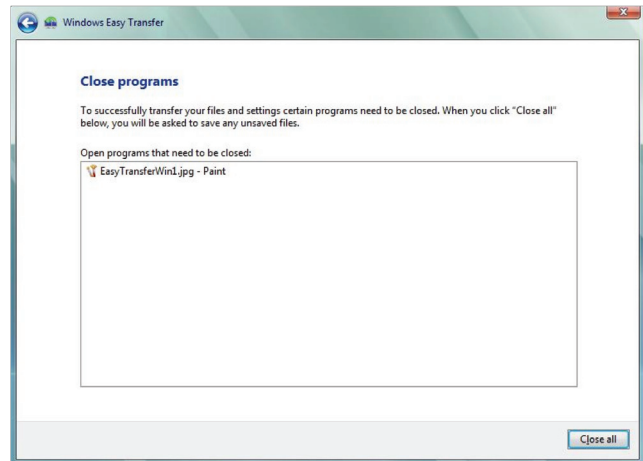 Windows Easy Transfer
Close programs
To successfully transfer your files and settings certain programs need to be closed. When you click "Close all"
below, you will be asked to save any unsaved files.
Open programs that need to be closed:
EasyTransferWin1.jpg - Paint
Close all